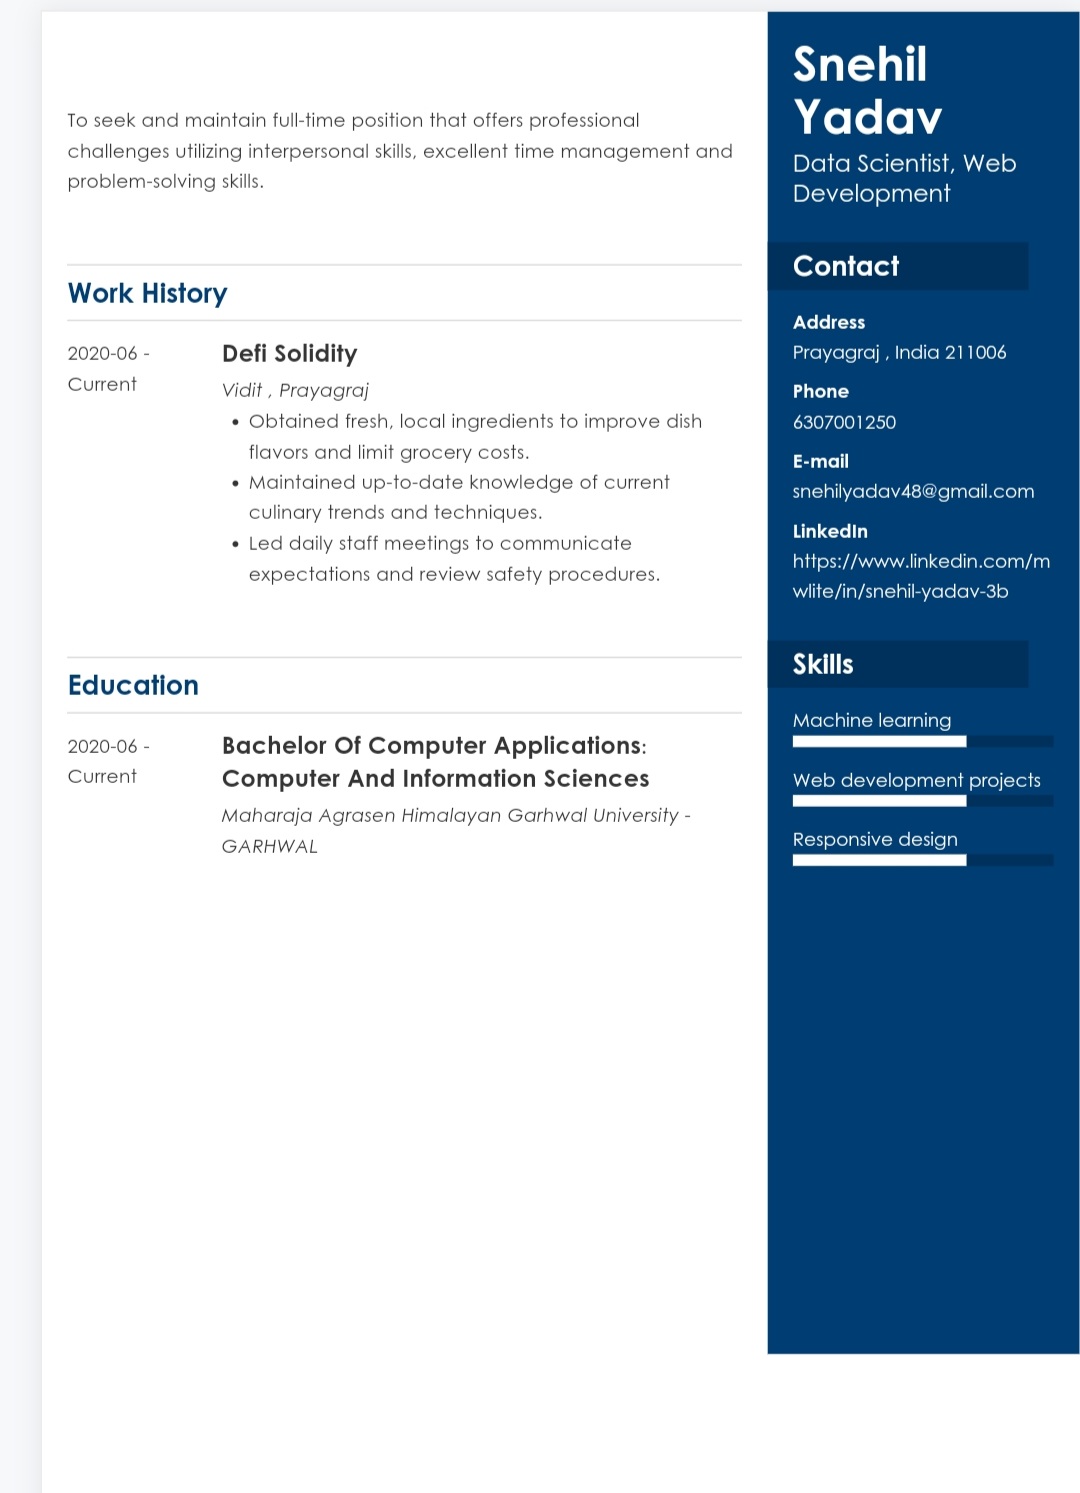 To seek and maintain full-time position that offers professional
challenges utilizing interpersonal skills, excellent time management and
problem-solving skills.
Work History
2020-06 -
Current
Defi Solidity
Vidit , Prayagraj
• Obtained fresh, local ingredients to improve dish
flavors and limit grocery costs.
• Maintained up-to-date knowledge of current
culinary trends and techniques.
• Led daily staff meetings to communicate
expectations and review safety procedures.
Education
2020-06 -
Current
Bachelor Of Computer Applications:
Computer And Information Sciences
Maharaja Agrasen Himalayan Garhwal University -
GARHWAL
Snehil
Yadav
Data Scientist, Web
Development
Contact
Address
Prayagraj , India 211006
Phone
6307001250
E-mail
snehilyadav48@gmail.com
LinkedIn
https://www.linkedin.com/m
wlite/in/snehil-yadav-3b
Skills
Machine learning
Web development projects
Responsive design